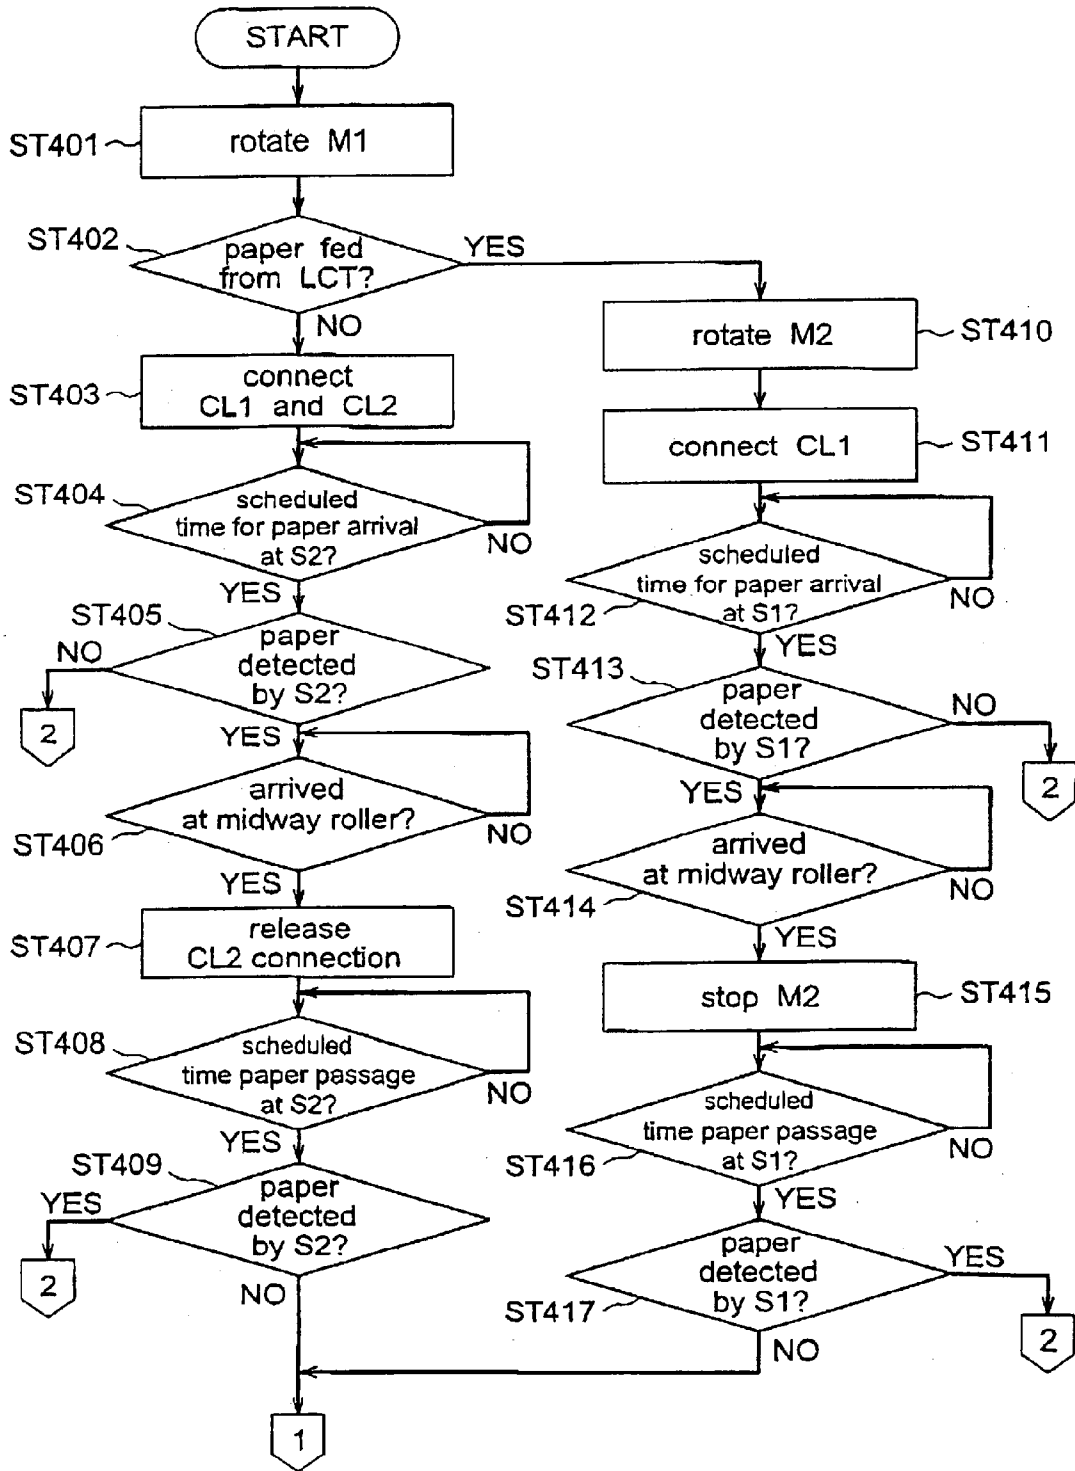 START
ST401
rotate M1
ST402
paper fed
from LCT?
YES
NO
ST403
connect
CL1 and CL2
ST404
scheduled
time for paper arrival
at S2?
NO
YES
ST405
paper
detected
by S2?
NO
2
YES
ST406
arrived
at midway roller?
NO
YES
ST407
release
CL2 connection
ST408
scheduled
time paper passage
at S2?
NO
YES
ST409
paper
detected
by S2?
YES
2
NO
rotate M2
ST410
connect CL1
ST411
scheduled
time for paper arrival
at S1?
ST412
NO
YES
ST413
paper
detected
by S1?
NO
2
YES
arrived
at midway roller?
ST414
NO
YES
stop M2
ST415
scheduled
time paper passage
at S1?
ST416
NO
YES
paper
detected
by S1?
ST417
YES
2
NO
1